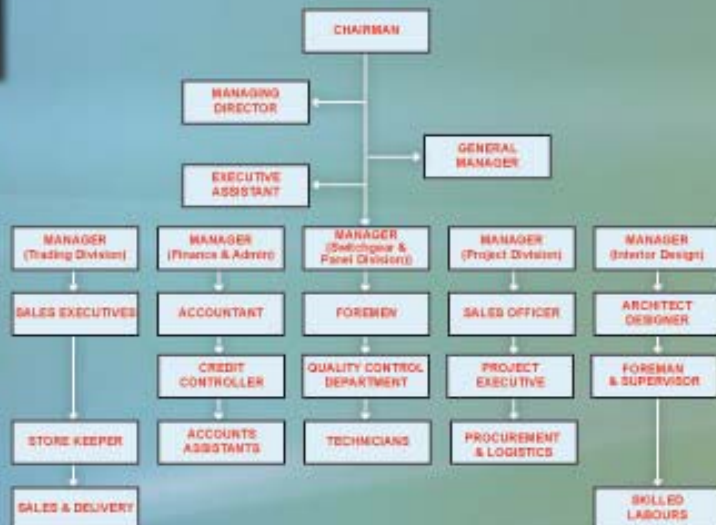 CHAIRMAN
MANAGING
DIRECTOR
GENERAL
MANAGER
EXECUTIVE
ASSISTANT
MANAGER
(Trading Division)
MANAGER
(Finance & Admin)
MANAGER
(Switchgear &
Panel Division))
MANAGER
(Project Division)
MANAGER
(Interior Design)
SALES EXECUTIVES
ACCOUNTANT
FOREMEN
SALES OFFICER
ARCHITECT
DESIGNER
CREDIT
CONTROLLER
QUALITY CONTROL
DEPARTMENT
PROJECT
EXECUTIVE
FOREMAN
& SUPERVISOR
STORE KEEPER
ACCOUNTS
ASSISTANTS
TECHNICIANS
PROCUREMENT
& LOGISTICS
SALES & DELIVERY
SKILLED
LABOURS